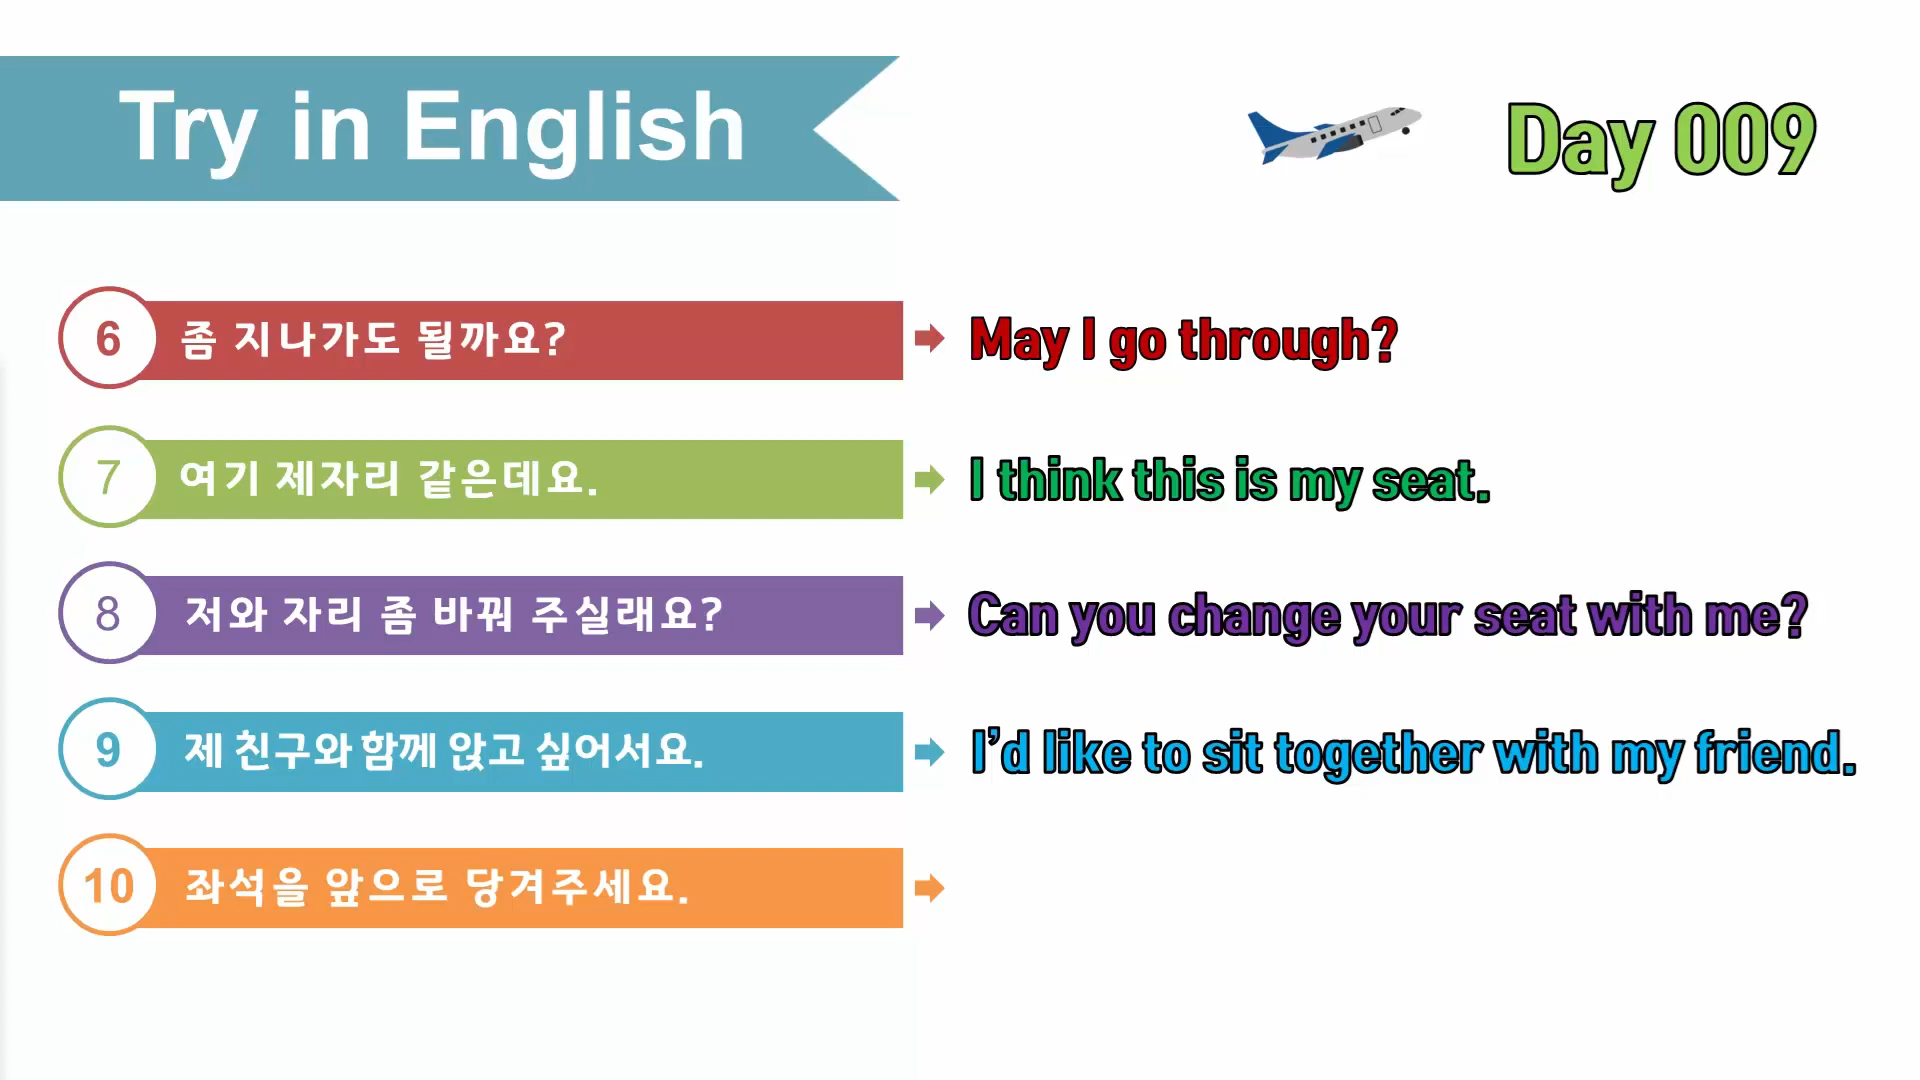 Try in English
Day 009
6 좀 지나가도 될까요? May I go through?
7 여기 제자리 같은데요. I think this is my seat.
8 저와 자리 좀 바꿔 주실래요? Can you change your seat with me?
9 제 친구와 함께 앉고 싶어서요. I'd like to sit together with my friend.
10 좌석을 앞으로 당겨주세요.